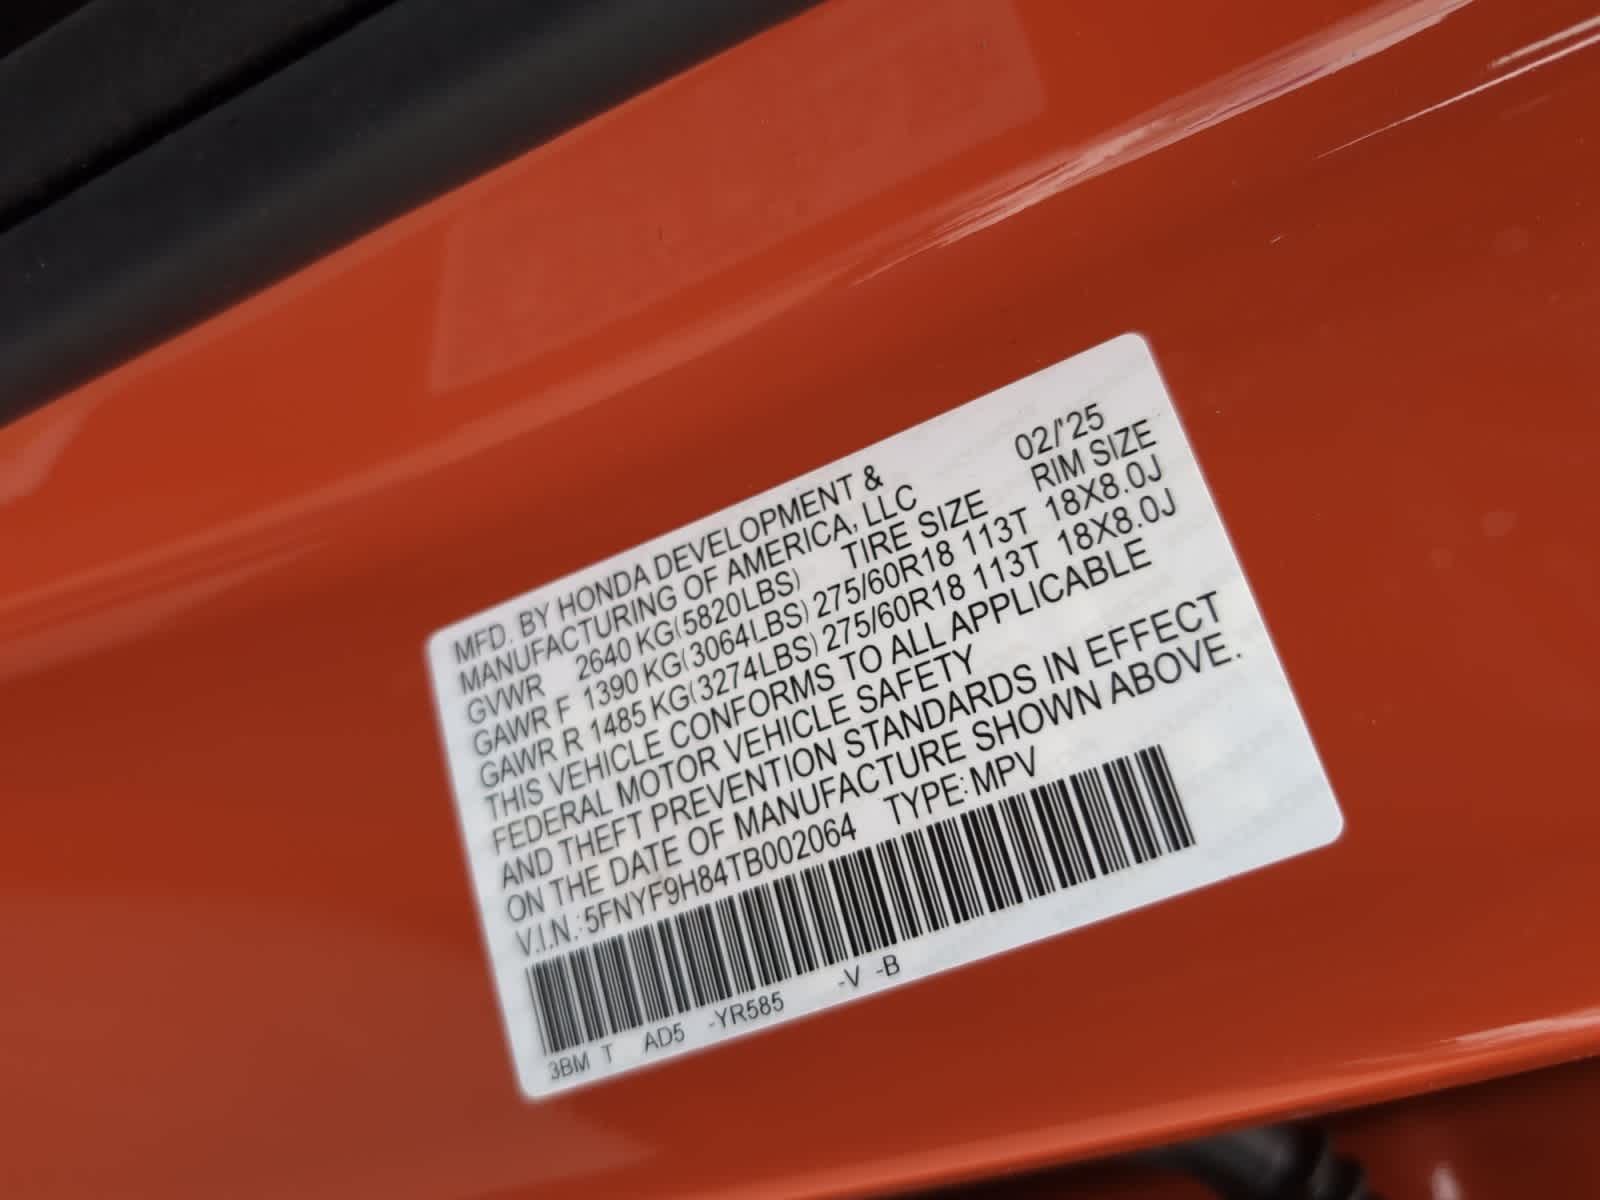 MFD. BY HONDA DEVELOPMENT & 02/'25
MANUFACTURING OF AMERICA, LLC RIM SIZE
GVWR 2640 KG(5820LBS) TIRE SIZE
GAWR F 1390 KG(3064LBS) 275/60R18 113T 18X8.0J
GAWR R 1485 KG(3274LBS) 275/60R18 113T 18X8.0J
THIS VEHICLE CONFORMS TO ALL APPLICABLE
FEDERAL MOTOR VEHICLE SAFETY
AND THEFT PREVENTION STANDARDS IN EFFECT
ON THE DATE OF MANUFACTURE SHOWN ABOVE.
V.I.N.: 5FNYF9H84TB002064 TYPE: MPV
3BM T AD5 -YR585 -V -B